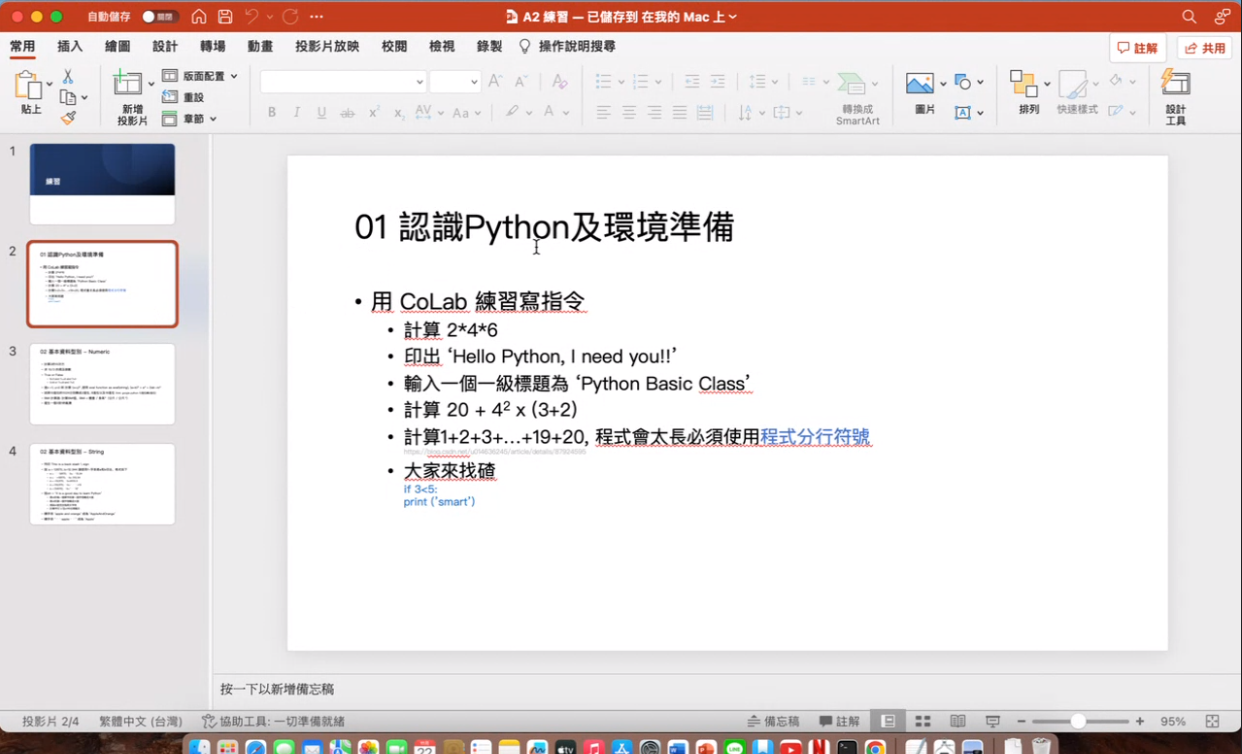 自動儲存
A2 練習 — 已儲存到 在我的 Mac 上
常用 插入 繪圖 設計 轉場 動畫 投影片放映 校閱 檢視 錄製 操作說明搜尋 註解 共用
貼上
新增
投影片
版面配置
重設
章節
轉換成
SmartArt
圖片
排列
快速樣式
設計
工具
1
練習
2
01 認識Python及環境準備
3
02 基本資料型別 – Numeric
4
02 基本資料型別 – String
01 認識Python及環境準備
• 用 CoLab 練習寫指令
• 計算 2*4*6
• 印出 ‘Hello Python, I need you!!’
• 輸入一個一級標題為 ‘Python Basic Class’
• 計算 20 + 4² x (3+2)
• 計算1+2+3+…+19+20, 程式會太長必須使用程式分行符號
• 大家來找碴
if 3<5:
print (‘smart’)
按一下以新增備忘稿
投影片 2/4 繁體中文 (台灣) 協助工具: 一切準備就緒 備忘稿 註解 95%